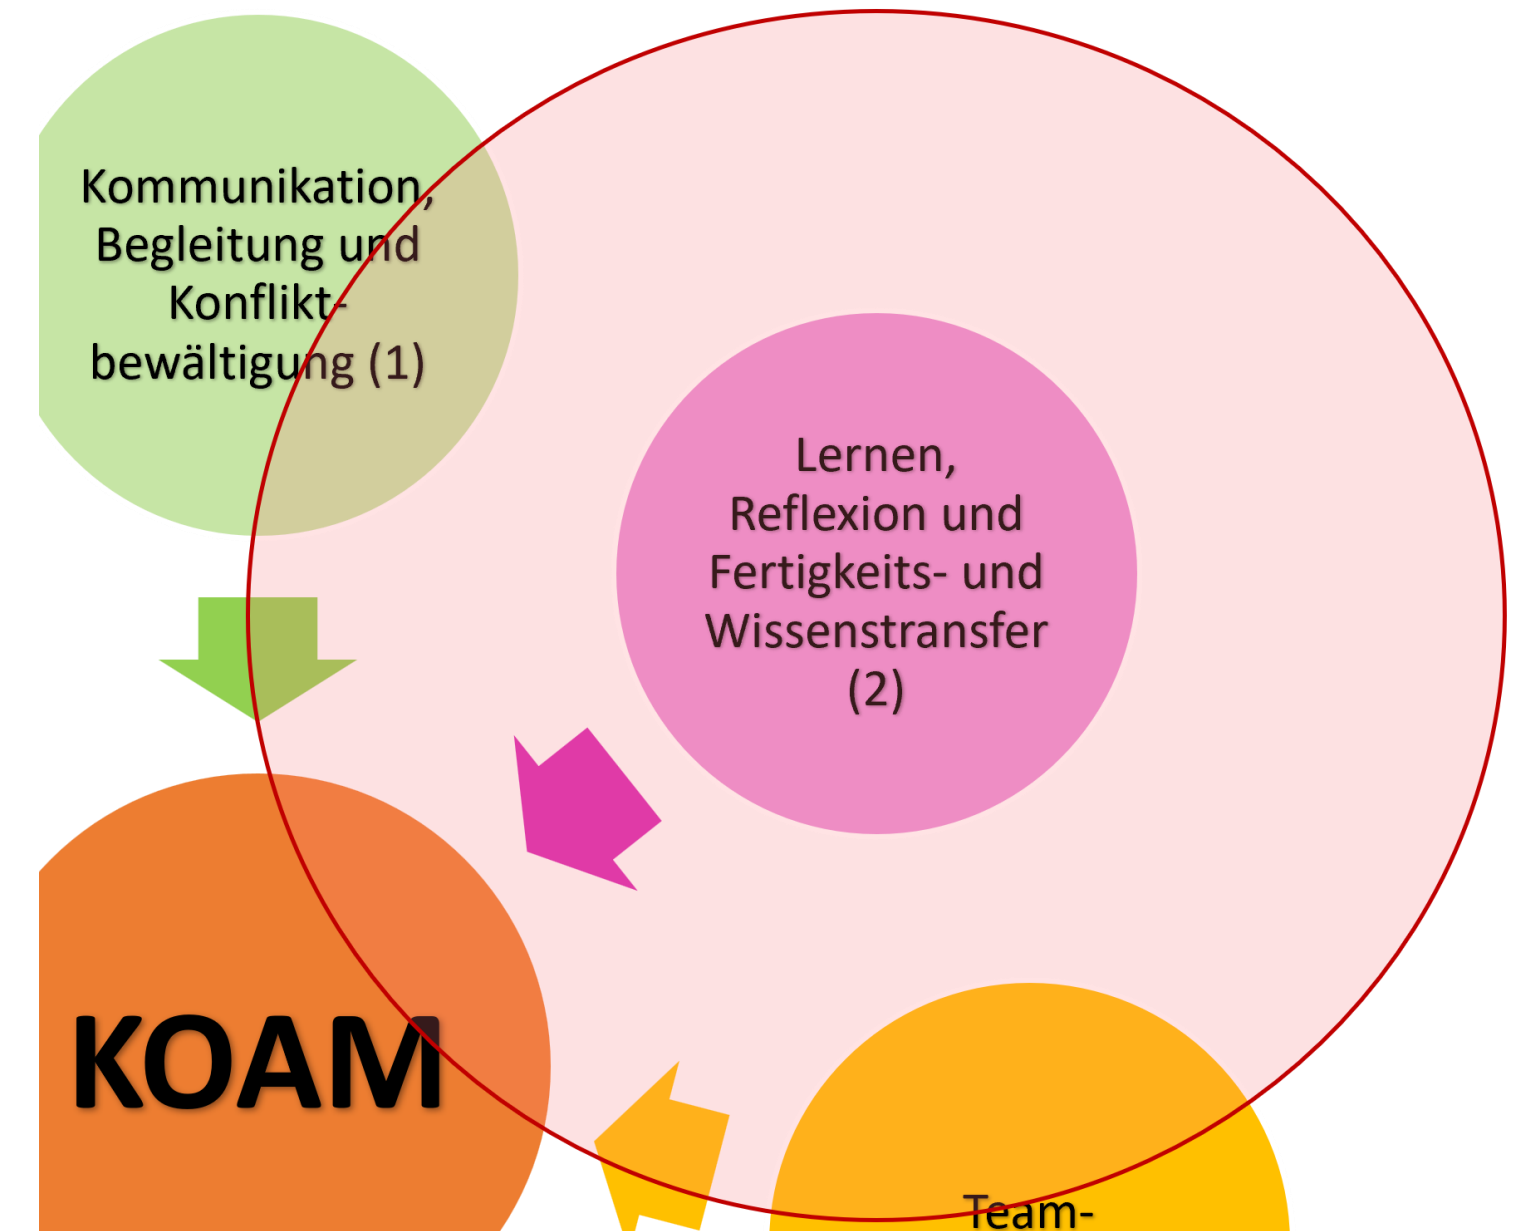 Kommunikation,
Begleitung und
Konflikt-
bewältigung (1)
Lernen,
Reflexion und
Fertigkeits- und
Wissenstransfer
(2)
KOAM
Team-